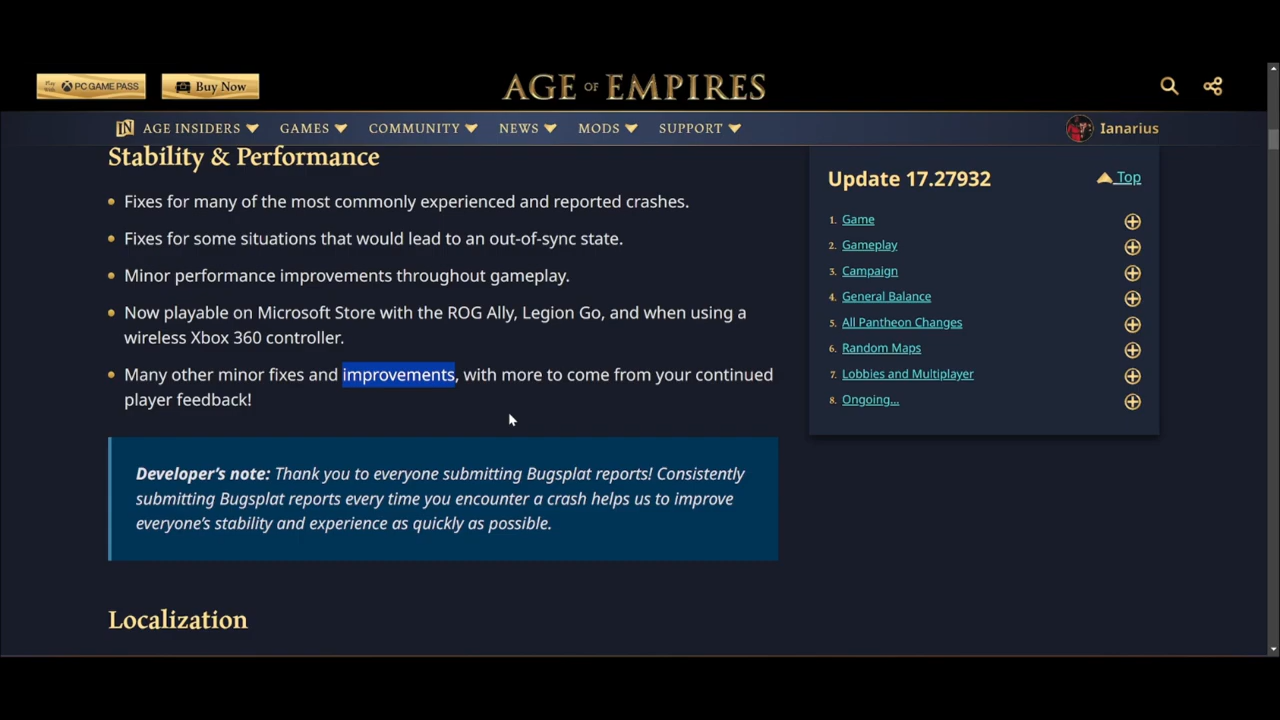 PLAY WITH PC GAME PASS
Buy Now
AGE OF EMPIRES
IN AGE INSIDERS
GAMES
COMMUNITY
NEWS
MODS
SUPPORT
Ianarius
Stability & Performance
Fixes for many of the most commonly experienced and reported crashes.
Fixes for some situations that would lead to an out-of-sync state.
Minor performance improvements throughout gameplay.
Now playable on Microsoft Store with the ROG Ally, Legion Go, and when using a
wireless Xbox 360 controller.
Many other minor fixes and improvements, with more to come from your continued
player feedback!
Developer’s note: Thank you to everyone submitting Bugsplat reports! Consistently
submitting Bugsplat reports every time you encounter a crash helps us to improve
everyone’s stability and experience as quickly as possible.
Localization
Update 17.27932
Top
1. Game
2. Gameplay
3. Campaign
4. General Balance
5. All Pantheon Changes
6. Random Maps
7. Lobbies and Multiplayer
8. Ongoing...